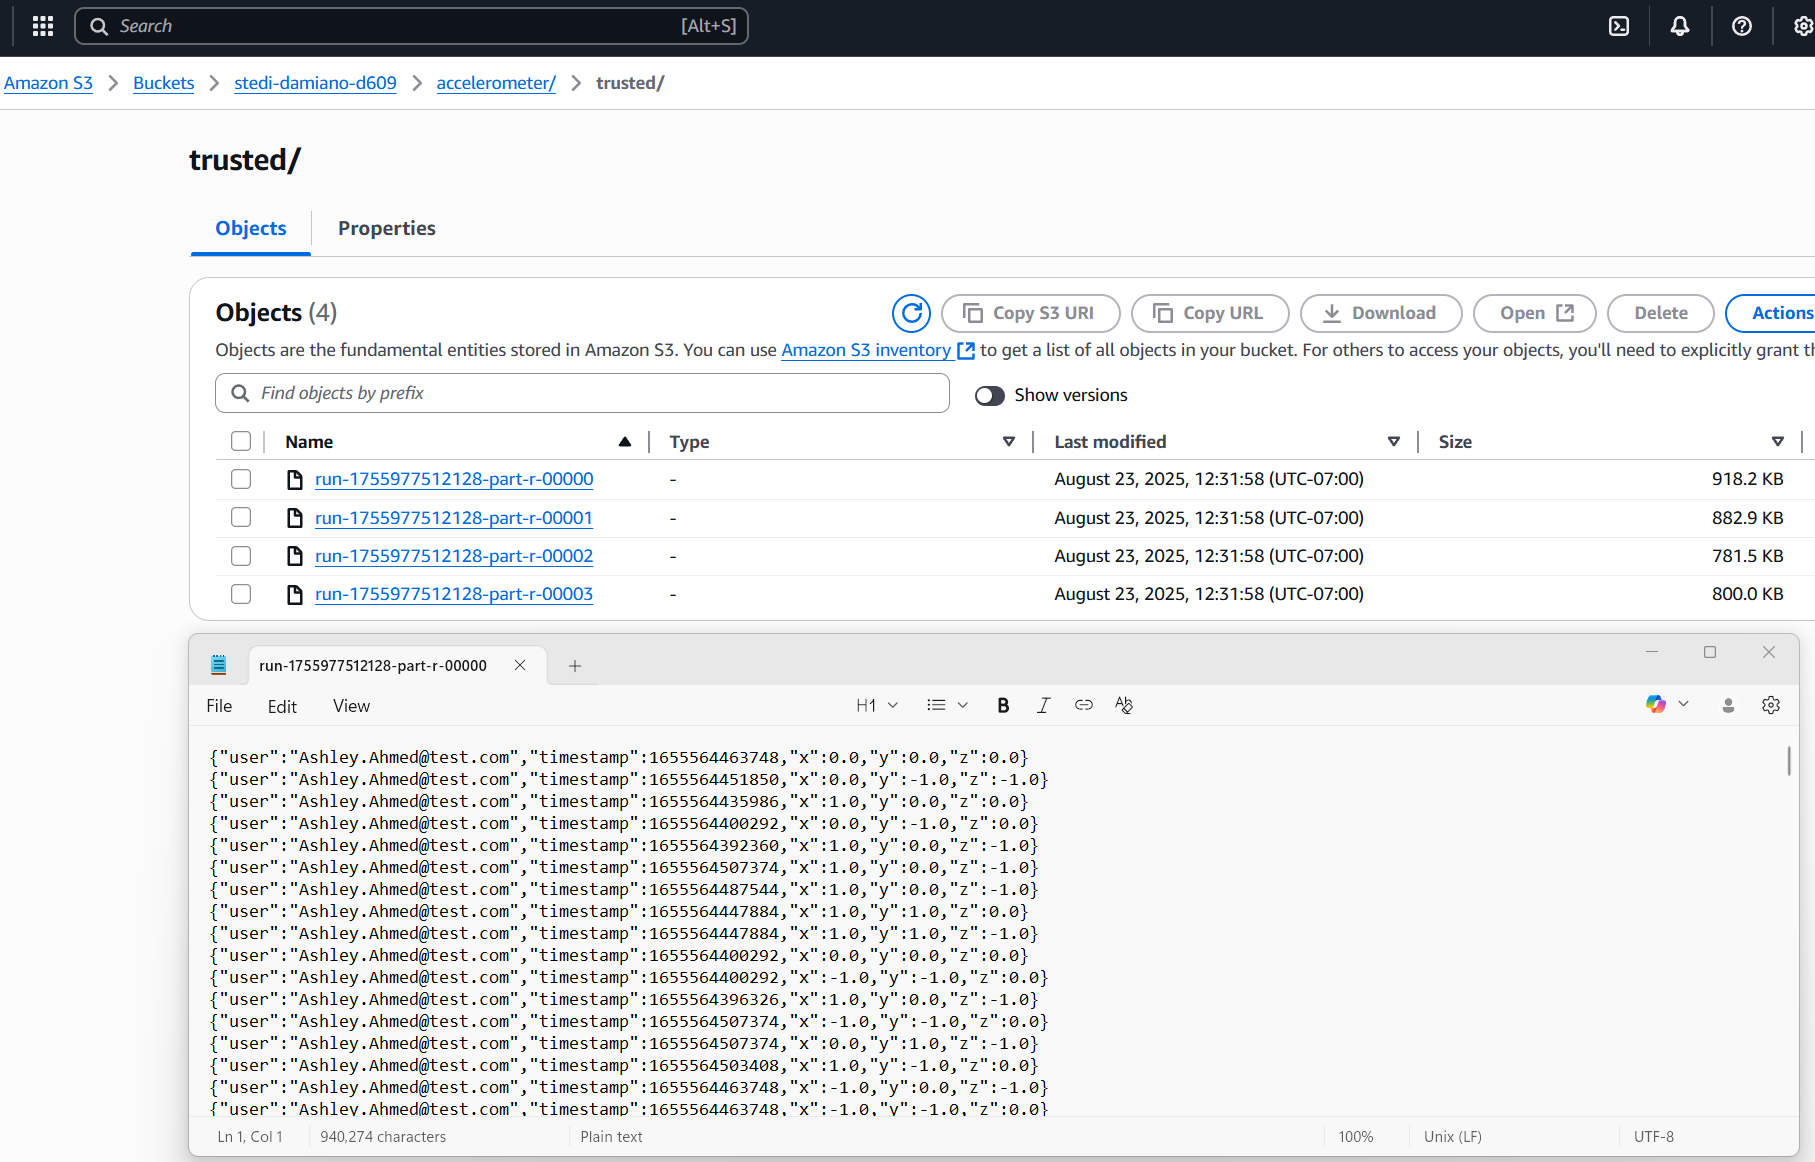 Search [Alt+S]
Amazon S3 > Buckets > stedi-damiano-d609 > accelerometer/ > trusted/
trusted/
Objects Properties
Objects (4) Copy S3 URI Copy URL Download Open Delete Actions
Objects are the fundamental entities stored in Amazon S3. You can use Amazon S3 inventory to get a list of all objects in your bucket. For others to access your objects, you'll need to explicitly grant th
Find objects by prefix Show versions
Name Type Last modified Size
run-1755977512128-part-r-00000 - August 23, 2025, 12:31:58 (UTC-07:00) 918.2 KB
run-1755977512128-part-r-00001 - August 23, 2025, 12:31:58 (UTC-07:00) 882.9 KB
run-1755977512128-part-r-00002 - August 23, 2025, 12:31:58 (UTC-07:00) 781.5 KB
run-1755977512128-part-r-00003 - August 23, 2025, 12:31:58 (UTC-07:00) 800.0 KB
run-1755977512128-part-r-00000
File Edit View H1 B I
{"user":"Ashley.Ahmed@test.com","timestamp":1655564463748,"x":0.0,"y":0.0,"z":0.0}
{"user":"Ashley.Ahmed@test.com","timestamp":1655564451850,"x":0.0,"y":-1.0,"z":-1.0}
{"user":"Ashley.Ahmed@test.com","timestamp":1655564435986,"x":1.0,"y":0.0,"z":0.0}
{"user":"Ashley.Ahmed@test.com","timestamp":1655564400292,"x":0.0,"y":-1.0,"z":0.0}
{"user":"Ashley.Ahmed@test.com","timestamp":1655564392360,"x":1.0,"y":0.0,"z":-1.0}
{"user":"Ashley.Ahmed@test.com","timestamp":1655564507374,"x":1.0,"y":0.0,"z":-1.0}
{"user":"Ashley.Ahmed@test.com","timestamp":1655564487544,"x":1.0,"y":0.0,"z":-1.0}
{"user":"Ashley.Ahmed@test.com","timestamp":1655564447884,"x":1.0,"y":1.0,"z":0.0}
{"user":"Ashley.Ahmed@test.com","timestamp":1655564447884,"x":1.0,"y":1.0,"z":-1.0}
{"user":"Ashley.Ahmed@test.com","timestamp":1655564400292,"x":0.0,"y":0.0,"z":0.0}
{"user":"Ashley.Ahmed@test.com","timestamp":1655564400292,"x":-1.0,"y":-1.0,"z":0.0}
{"user":"Ashley.Ahmed@test.com","timestamp":1655564396326,"x":1.0,"y":0.0,"z":-1.0}
{"user":"Ashley.Ahmed@test.com","timestamp":1655564507374,"x":-1.0,"y":-1.0,"z":0.0}
{"user":"Ashley.Ahmed@test.com","timestamp":1655564507374,"x":0.0,"y":1.0,"z":-1.0}
{"user":"Ashley.Ahmed@test.com","timestamp":1655564503408,"x":1.0,"y":-1.0,"z":0.0}
{"user":"Ashley.Ahmed@test.com","timestamp":1655564463748,"x":-1.0,"y":0.0,"z":-1.0}
{"user":"Ashley.Ahmed@test.com","timestamp":1655564463748,"x":-1.0,"y":-1.0,"z":0.0}
Ln 1, Col 1 940,274 characters Plain text 100% Unix (LF) UTF-8